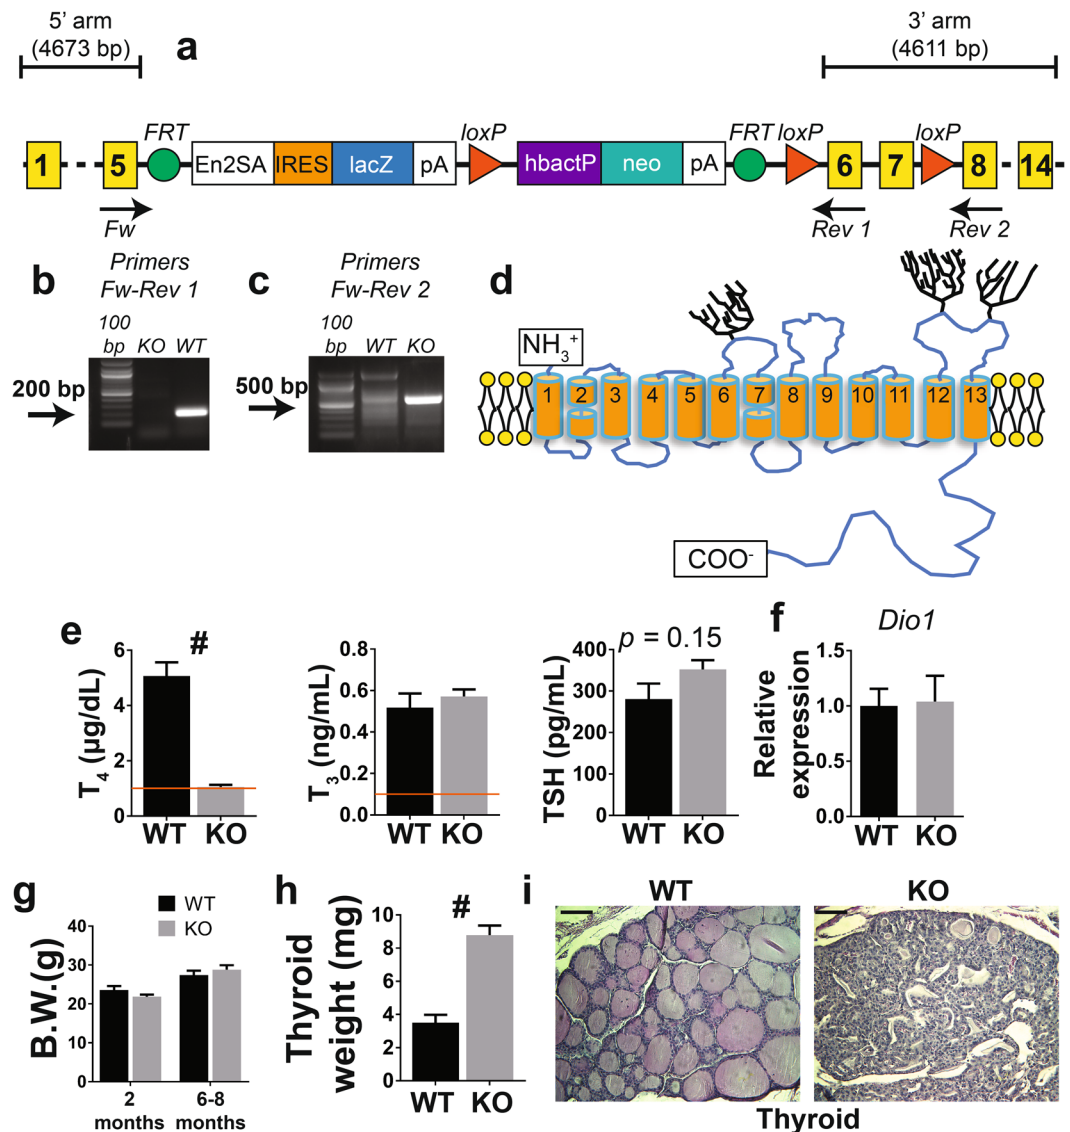 5’ arm
(4673 bp)
a
3’ arm
(4611 bp)
FRT
loxP
FRT
loxP
loxP
1
5
En2SA
IRES
lacZ
pA
hbactP
neo
pA
6
7
8
14
Fw
Rev 1
Rev 2
b
Primers
Fw-Rev 1
100
bp
KO
WT
200 bp
c
Primers
Fw-Rev 2
100
bp
WT
KO
500 bp
d
NH3+
1
2
3
4
5
6
7
8
9
10
11
12
13
COO-
e
T4 (µg/dL)
6
4
2
0
#
WT
KO
T3 (ng/mL)
0.8
0.6
0.4
0.2
0.0
WT
KO
TSH (pg/mL)
p = 0.15
400
300
200
100
0
WT
KO
f
Dio1
Relative
expression
1.5
1.0
0.5
0.0
WT
KO
g
WT
KO
B.W.(g)
40
30
20
10
0
2
months
6-8
months
h
Thyroid
weight (mg)
#
10
8
6
4
2
0
WT
KO
i
WT
KO
Thyroid